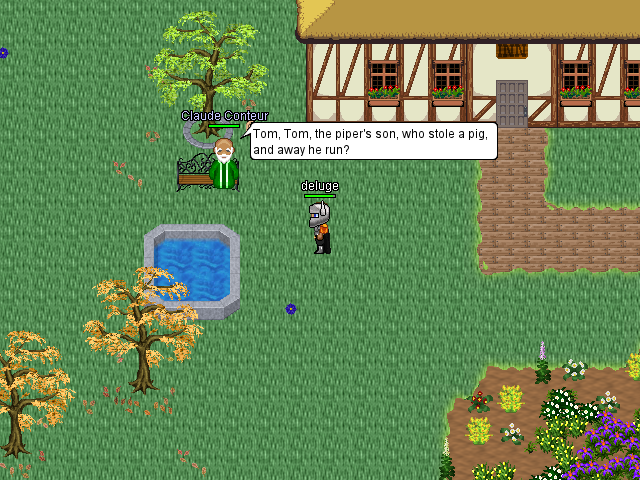 Claude Conteur
Tom, Tom, the piper's son, who stole a pig,
and away he run?
deluge